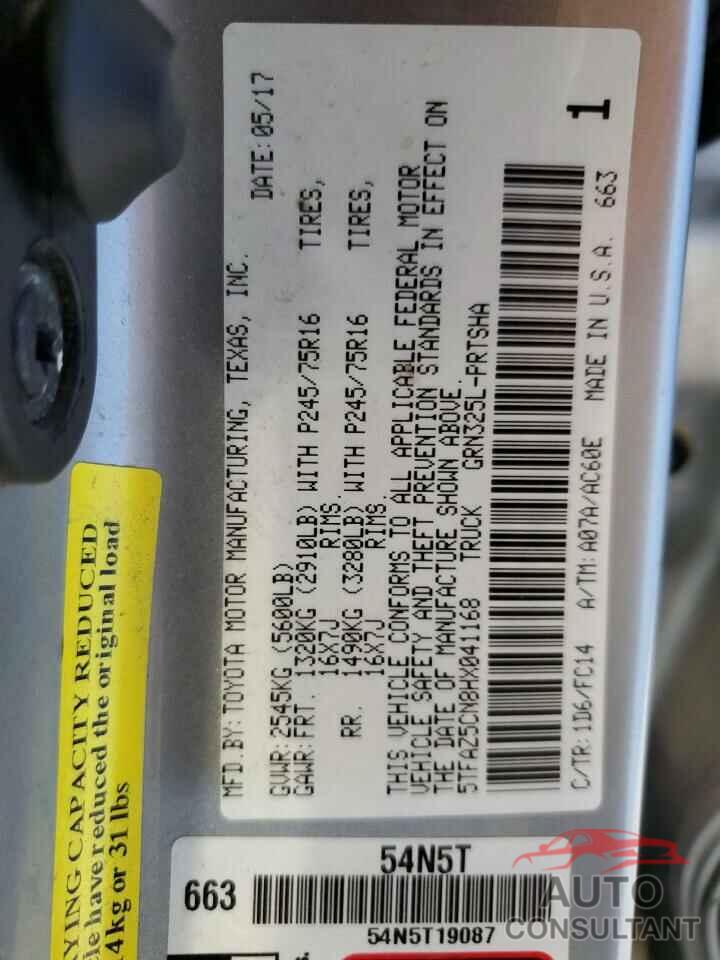 MFD.BY: TOYOTA MOTOR MANUFACTURING, TEXAS, INC. DATE: 05/17
GVWR: 2545KG (5600LB)
GAWR: FRT. 1320KG (2910LB) WITH P245/75R16 TIRES,
16X7J RIMS.
RR. 1490KG (3280LB) WITH P245/75R16 TIRES,
16X7J RIMS.
THIS VEHICLE CONFORMS TO ALL APPLICABLE FEDERAL MOTOR
VEHICLE SAFETY AND THEFT PREVENTION STANDARDS IN EFFECT ON
THE DATE OF MANUFACTURE SHOWN ABOVE.
5TFAZ5CN8HX041168 TRUCK GRN325L-PRTSHA
C/TR: 1D6/FC14 A/TM: A07A/AC60E MADE IN U.S.A. 663
1
YING CAPACITY REDUCED
have reduced the original load
4kg or 31 lbs
54N5T
663
54N5T19087
AUTO
CONSULTANT